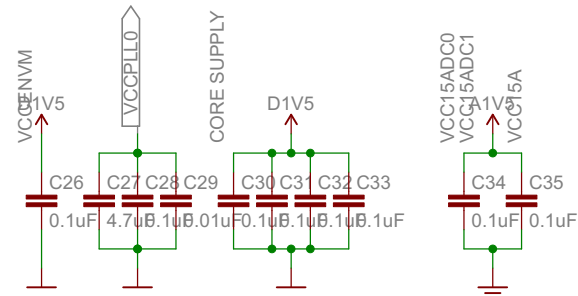 VCCENVM
D1V5
VCCPLL0
CORE SUPPLY
D1V5
VCC15ADC0
VCC15ADC1
VCC15A
A1V5
C26
C27
C28
C29
C30
C31
C32
C33
C34
C35
0.1uF
4.7uF
0.1uF
0.01uF
0.1uF
0.1uF
0.1uF
0.1uF
0.1uF